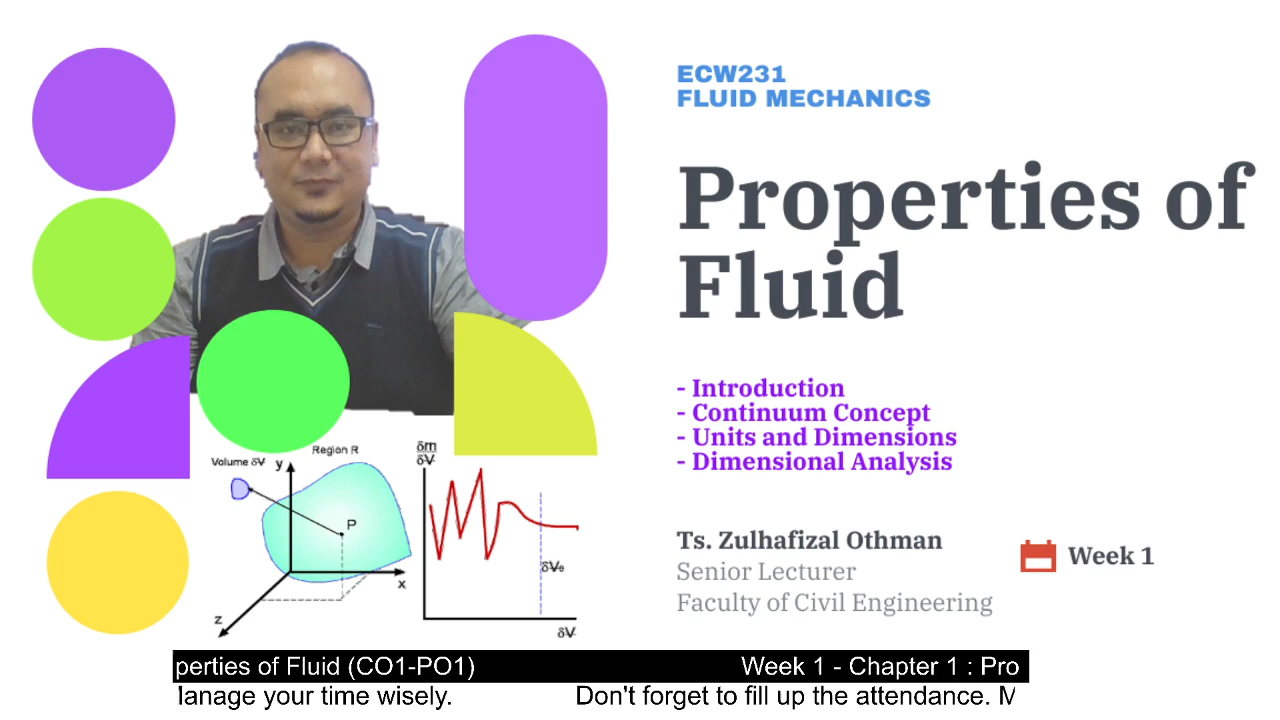 ECW231
FLUID MECHANICS
Properties of
Fluid
- Introduction
- Continuum Concept
- Units and Dimensions
- Dimensional Analysis
Ts. Zulhafizal Othman
Senior Lecturer
Faculty of Civil Engineering
Week 1
Volume δV
y
Region R
P
x
z
δm
δV
δVe
δV
perties of Fluid (CO1-PO1) Week 1 - Chapter 1 : Pro
lanage your time wisely. Don't forget to fill up the attendance. M